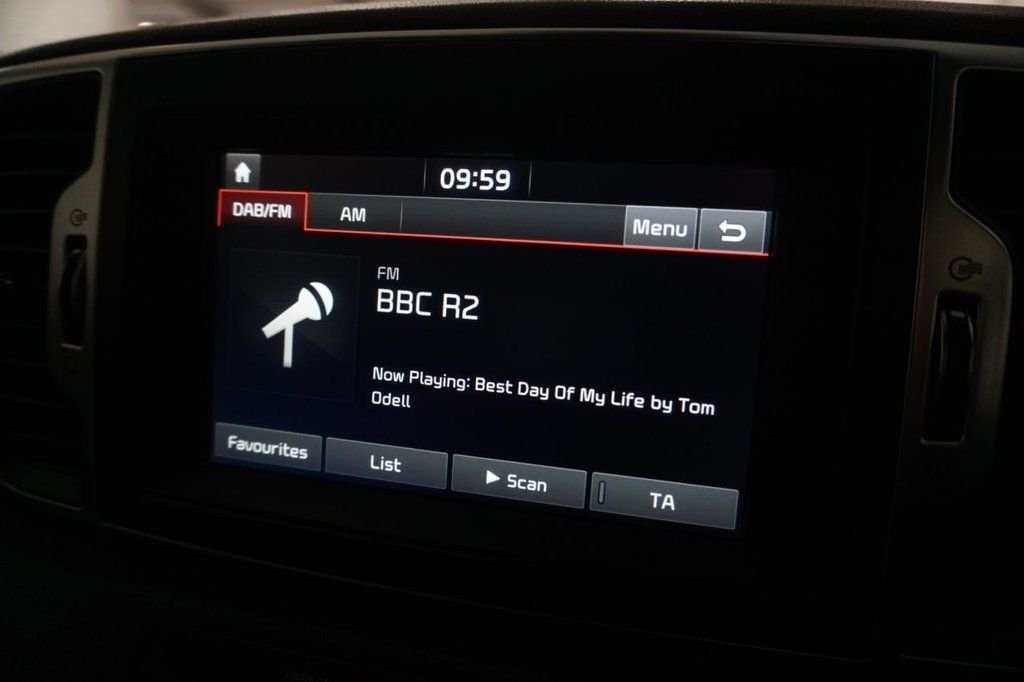 09:59
DAB/FM AM Menu
FM
BBC R2
Now Playing: Best Day Of My Life by Tom
Odell
Favourites List Scan TA